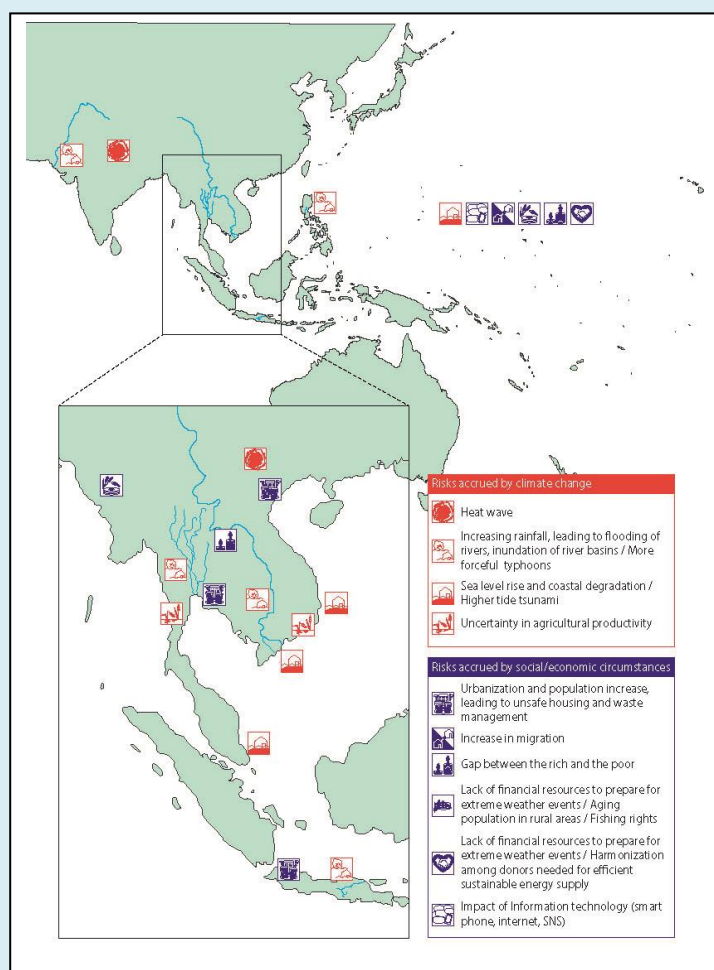 Risks accrued by climate change
Heat wave
Increasing rainfall, leading to flooding of
rivers, inundation of river basins / More
forceful typhoons
Sea level rise and coastal degradation /
Higher tide tsunami
Uncertainty in agricultural productivity
Risks accrued by social/economic circumstances
Urbanization and population increase,
leading to unsafe housing and waste
management
Increase in migration
Gap between the rich and the poor
Lack of financial resources to prepare for
extreme weather events / Aging
population in rural areas / Fishing rights
Lack of financial resources to prepare for
extreme weather events / Harmonization
among donors needed for efficient
sustainable energy supply
Impact of Information technology (smart
phone, internet, SNS)